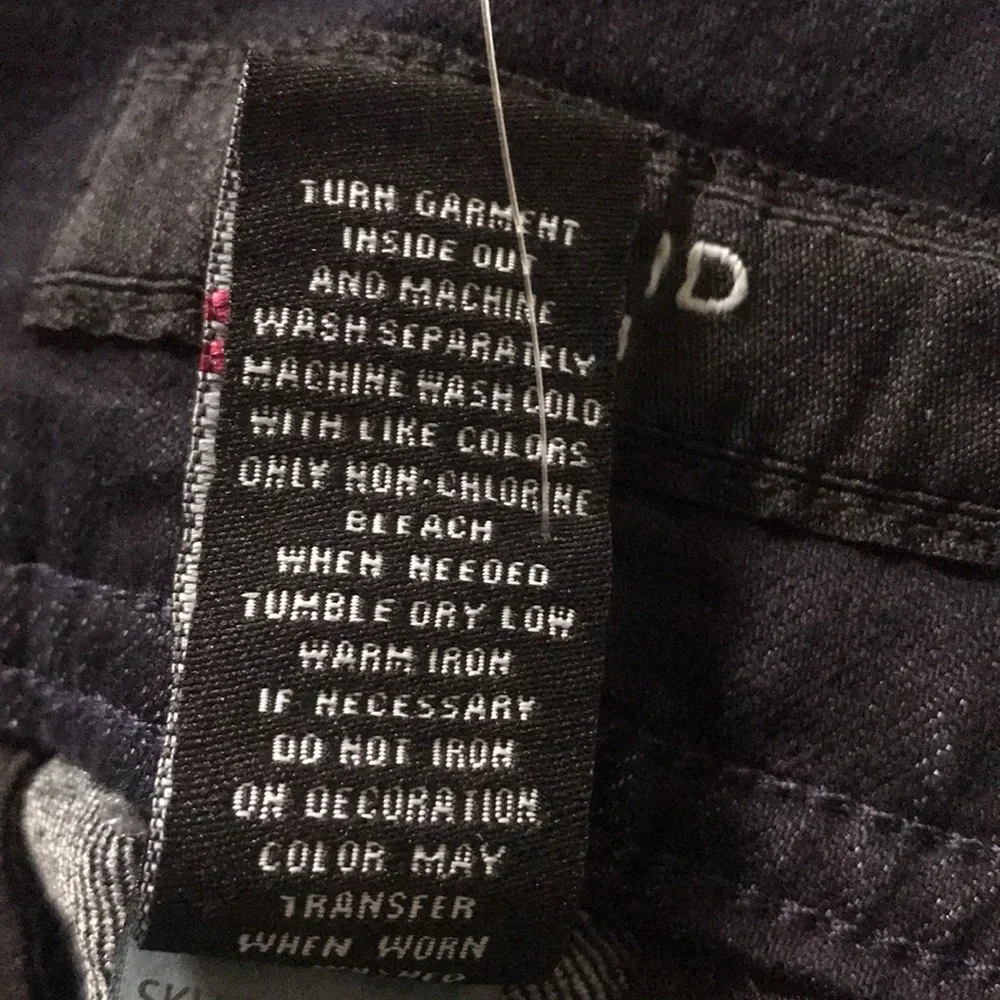 TURN GARMENT
INSIDE OUT
AND MACHINE
WASH SEPARATELY
MACHINE WASH COLD
WITH LIKE COLORS
ONLY NON-CHLORINE
BLEACH
WHEN NEEDED
TUMBLE DRY LOW
WARM IRON
IF NECESSARY
DO NOT IRON
ON DECORATION
COLOR MAY
TRANSFER
WHEN WORN
D
SK